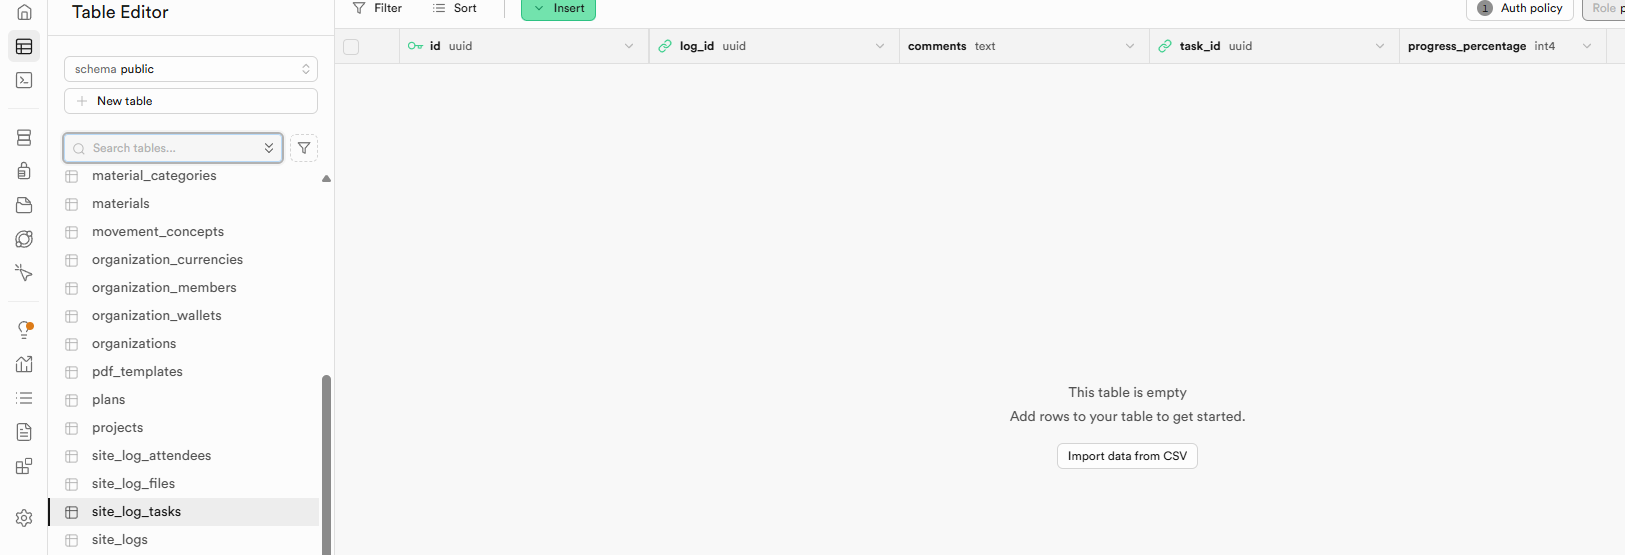 Table Editor
Filter
Sort
Insert
1 Auth policy
Role
schema public
New table
Search tables...
material_categories
materials
movement_concepts
organization_currencies
organization_members
organization_wallets
organizations
pdf_templates
plans
projects
site_log_attendees
site_log_files
site_log_tasks
site_logs
id uuid
log_id uuid
comments text
task_id uuid
progress_percentage int4
This table is empty
Add rows to your table to get started.
Import data from CSV